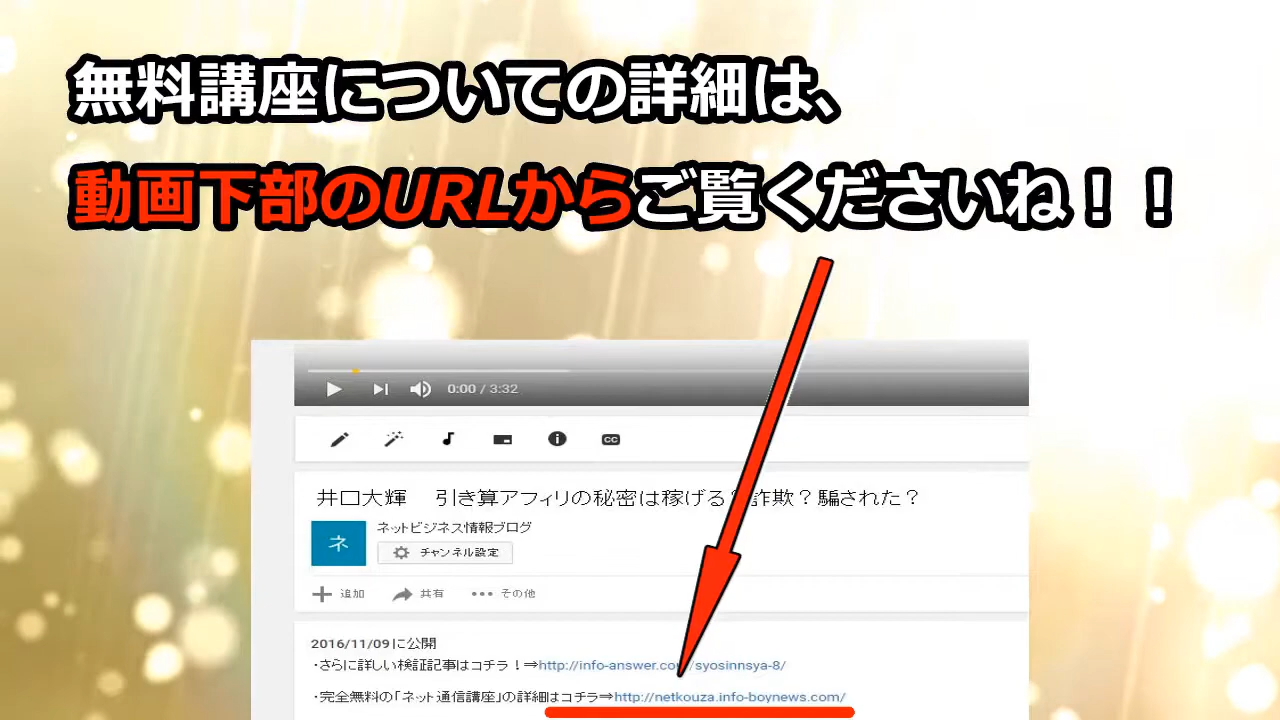 無料講座についての詳細は、
動画下部のURLからご覧くださいね！！
0:00 / 3:32
CC
井口大輝　引き算アフィリの秘密は稼げる？詐欺？騙された？
ネ
ネットビジネス情報ブログ
チャンネル設定
追加 共有 その他
2016/11/09に公開
・さらに詳しい検証記事はコチラ！⇒http://info-answer.com/syosinnsya-8/
・完全無料の「ネット通信講座」の詳細はコチラ⇒http://netkouza.info-boynews.com/